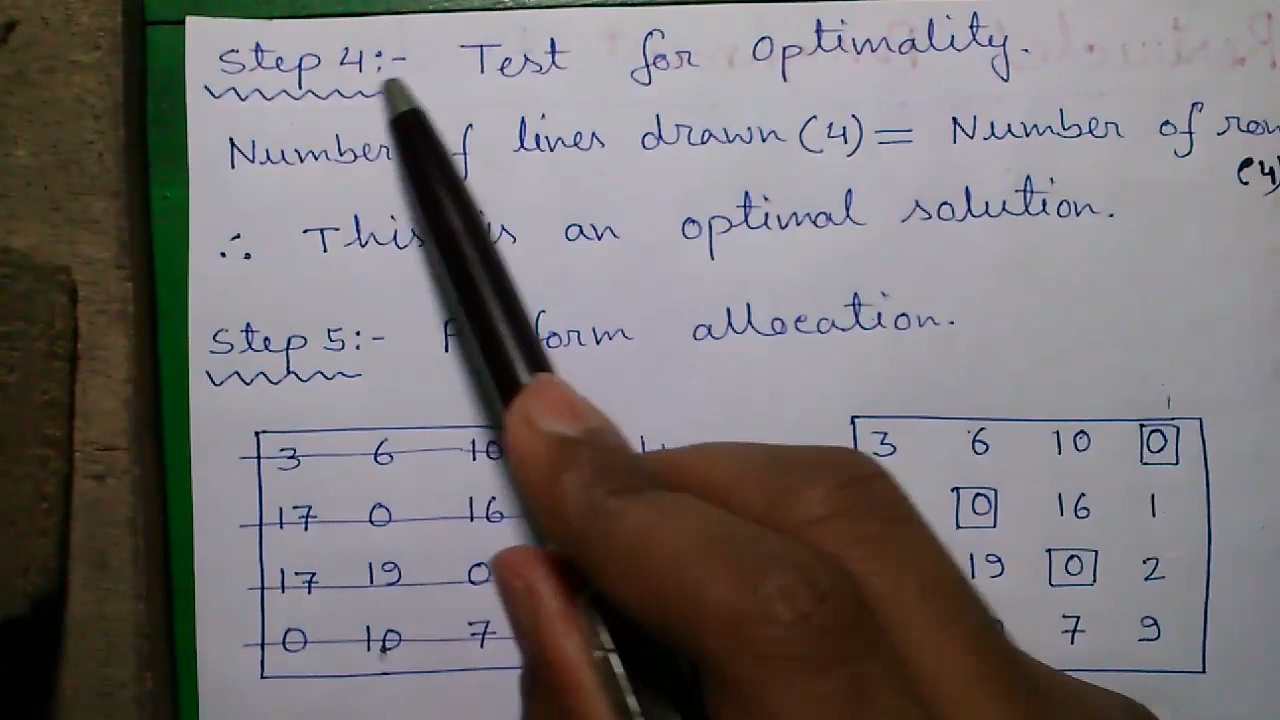 Step 4:- Test for Optimality.
Number f lines drawn (4) = Number of row
(4)
∴ This is an optimal solution.
Step 5:- form allocation.
3 6 10
17 0 16
17 19 0
0 10 7
3 6 10 0
0 16 1
19 0 2
7 9